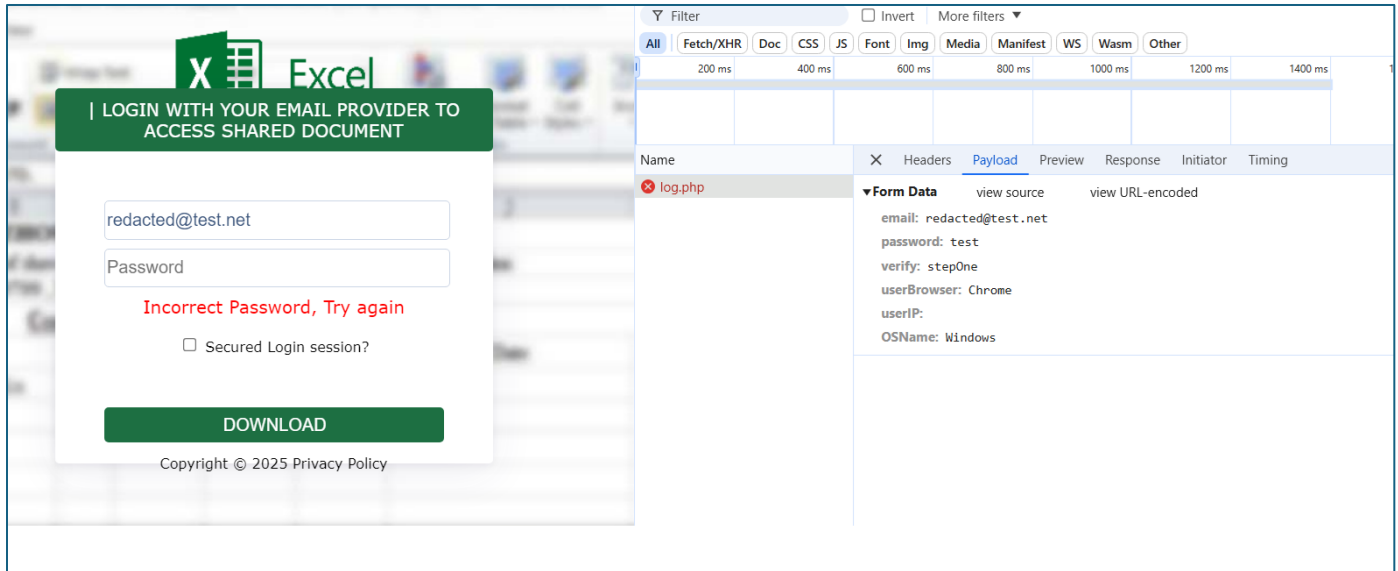 Excel
| LOGIN WITH YOUR EMAIL PROVIDER TO
ACCESS SHARED DOCUMENT
redacted@test.net
Password
Incorrect Password, Try again
Secured Login session?
DOWNLOAD
Copyright © 2025 Privacy Policy
Filter
Invert
More filters ▼
All
Fetch/XHR
Doc
CSS
JS
Font
Img
Media
Manifest
WS
Wasm
Other
200 ms
400 ms
600 ms
800 ms
1000 ms
1200 ms
1400 ms
Name
Headers
Payload
Preview
Response
Initiator
Timing
log.php
▼Form Data
view source
view URL-encoded
email: redacted@test.net
password: test
verify: stepOne
userBrowser: Chrome
userIP:
OSName: Windows